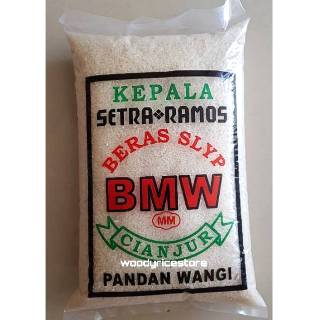 KEPALA
SETRA❖RAMOS
BERAS SLYP
BMW
MM
CIANJUR
woodyricestore
PANDAN WANGI